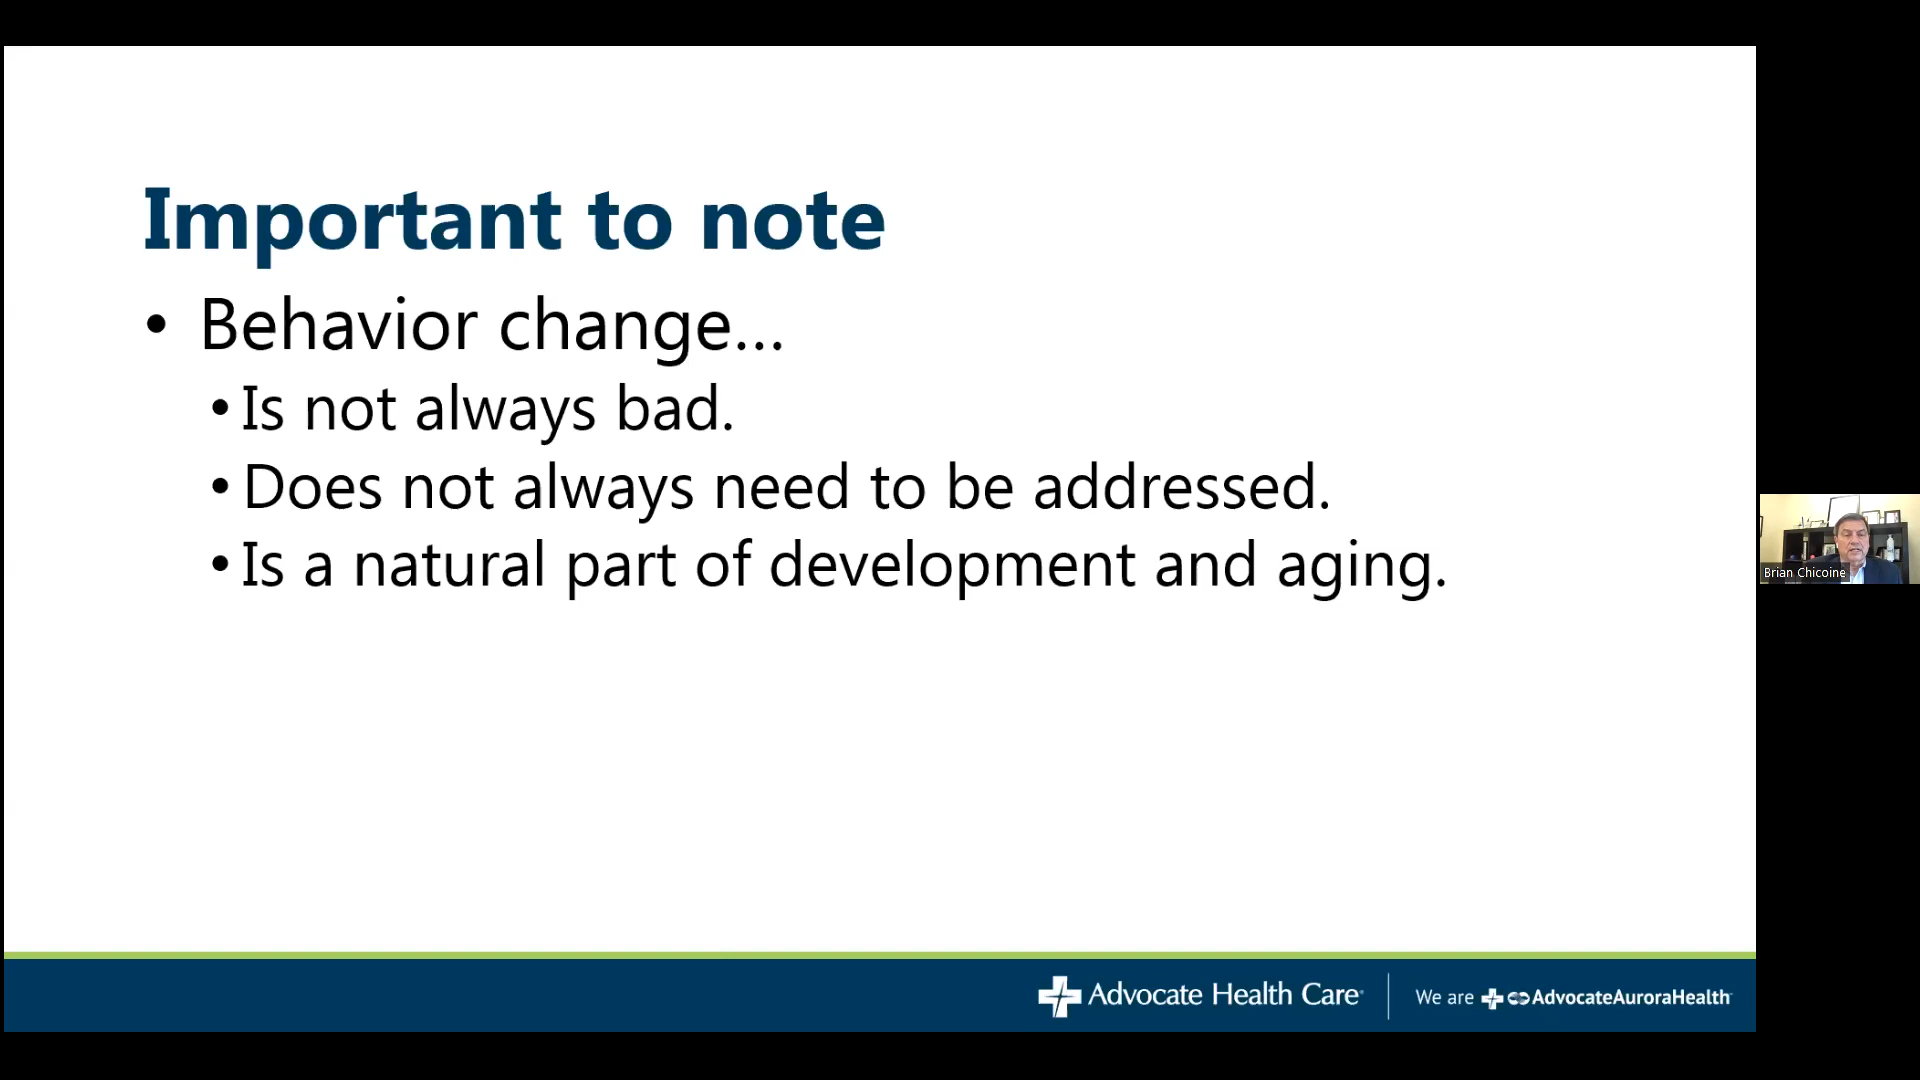 Important to note
• Behavior change...
• Is not always bad.
• Does not always need to be addressed.
• Is a natural part of development and aging.
Brian Chicoine
Advocate Health Care®
We are AdvocateAuroraHealth™